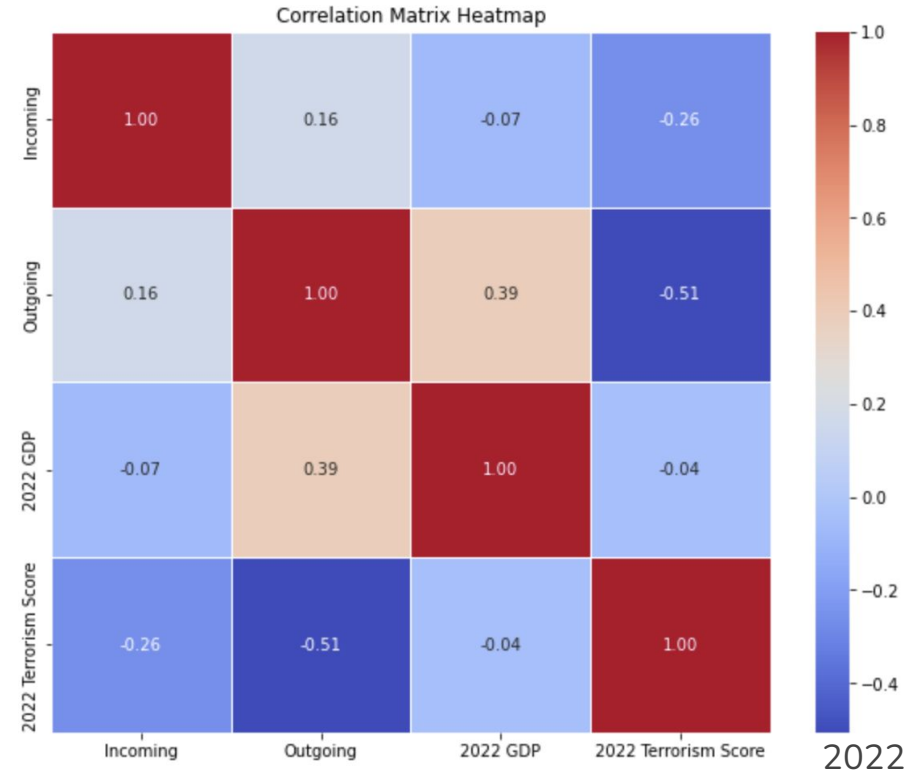 Correlation Matrix Heatmap
Incoming 1.00 0.16 -0.07 -0.26
Outgoing 0.16 1.00 0.39 -0.51
2022 GDP -0.07 0.39 1.00 -0.04
2022 Terrorism Score -0.26 -0.51 -0.04 1.00
Incoming Outgoing 2022 GDP 2022 Terrorism Score
1.0
0.8
0.6
0.4
0.2
0.0
-0.2
-0.4
2022